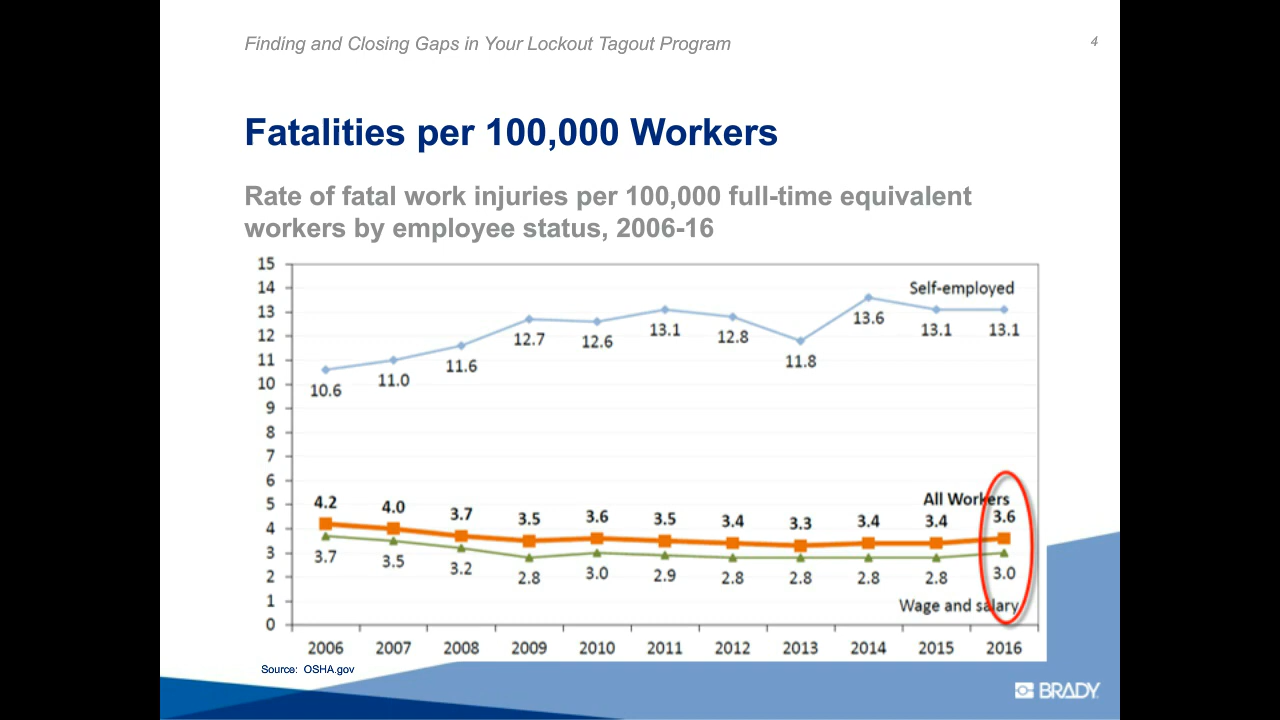 Finding and Closing Gaps in Your Lockout Tagout Program
4
Fatalities per 100,000 Workers
Rate of fatal work injuries per 100,000 full-time equivalent
workers by employee status, 2006-16
15
14
13
12
11
10
9
8
7
6
5
4
3
2
1
0
Self-employed
10.6 11.0 11.6 12.7 12.6 13.1 12.8 11.8 13.6 13.1 13.1
All Workers
4.2 4.0 3.7 3.5 3.6 3.5 3.4 3.3 3.4 3.4 3.6
3.7 3.5 3.2 2.8 3.0 2.9 2.8 2.8 2.8 2.8 3.0
Wage and salary
2006 2007 2008 2009 2010 2011 2012 2013 2014 2015 2016
Source: OSHA.gov
BRADY